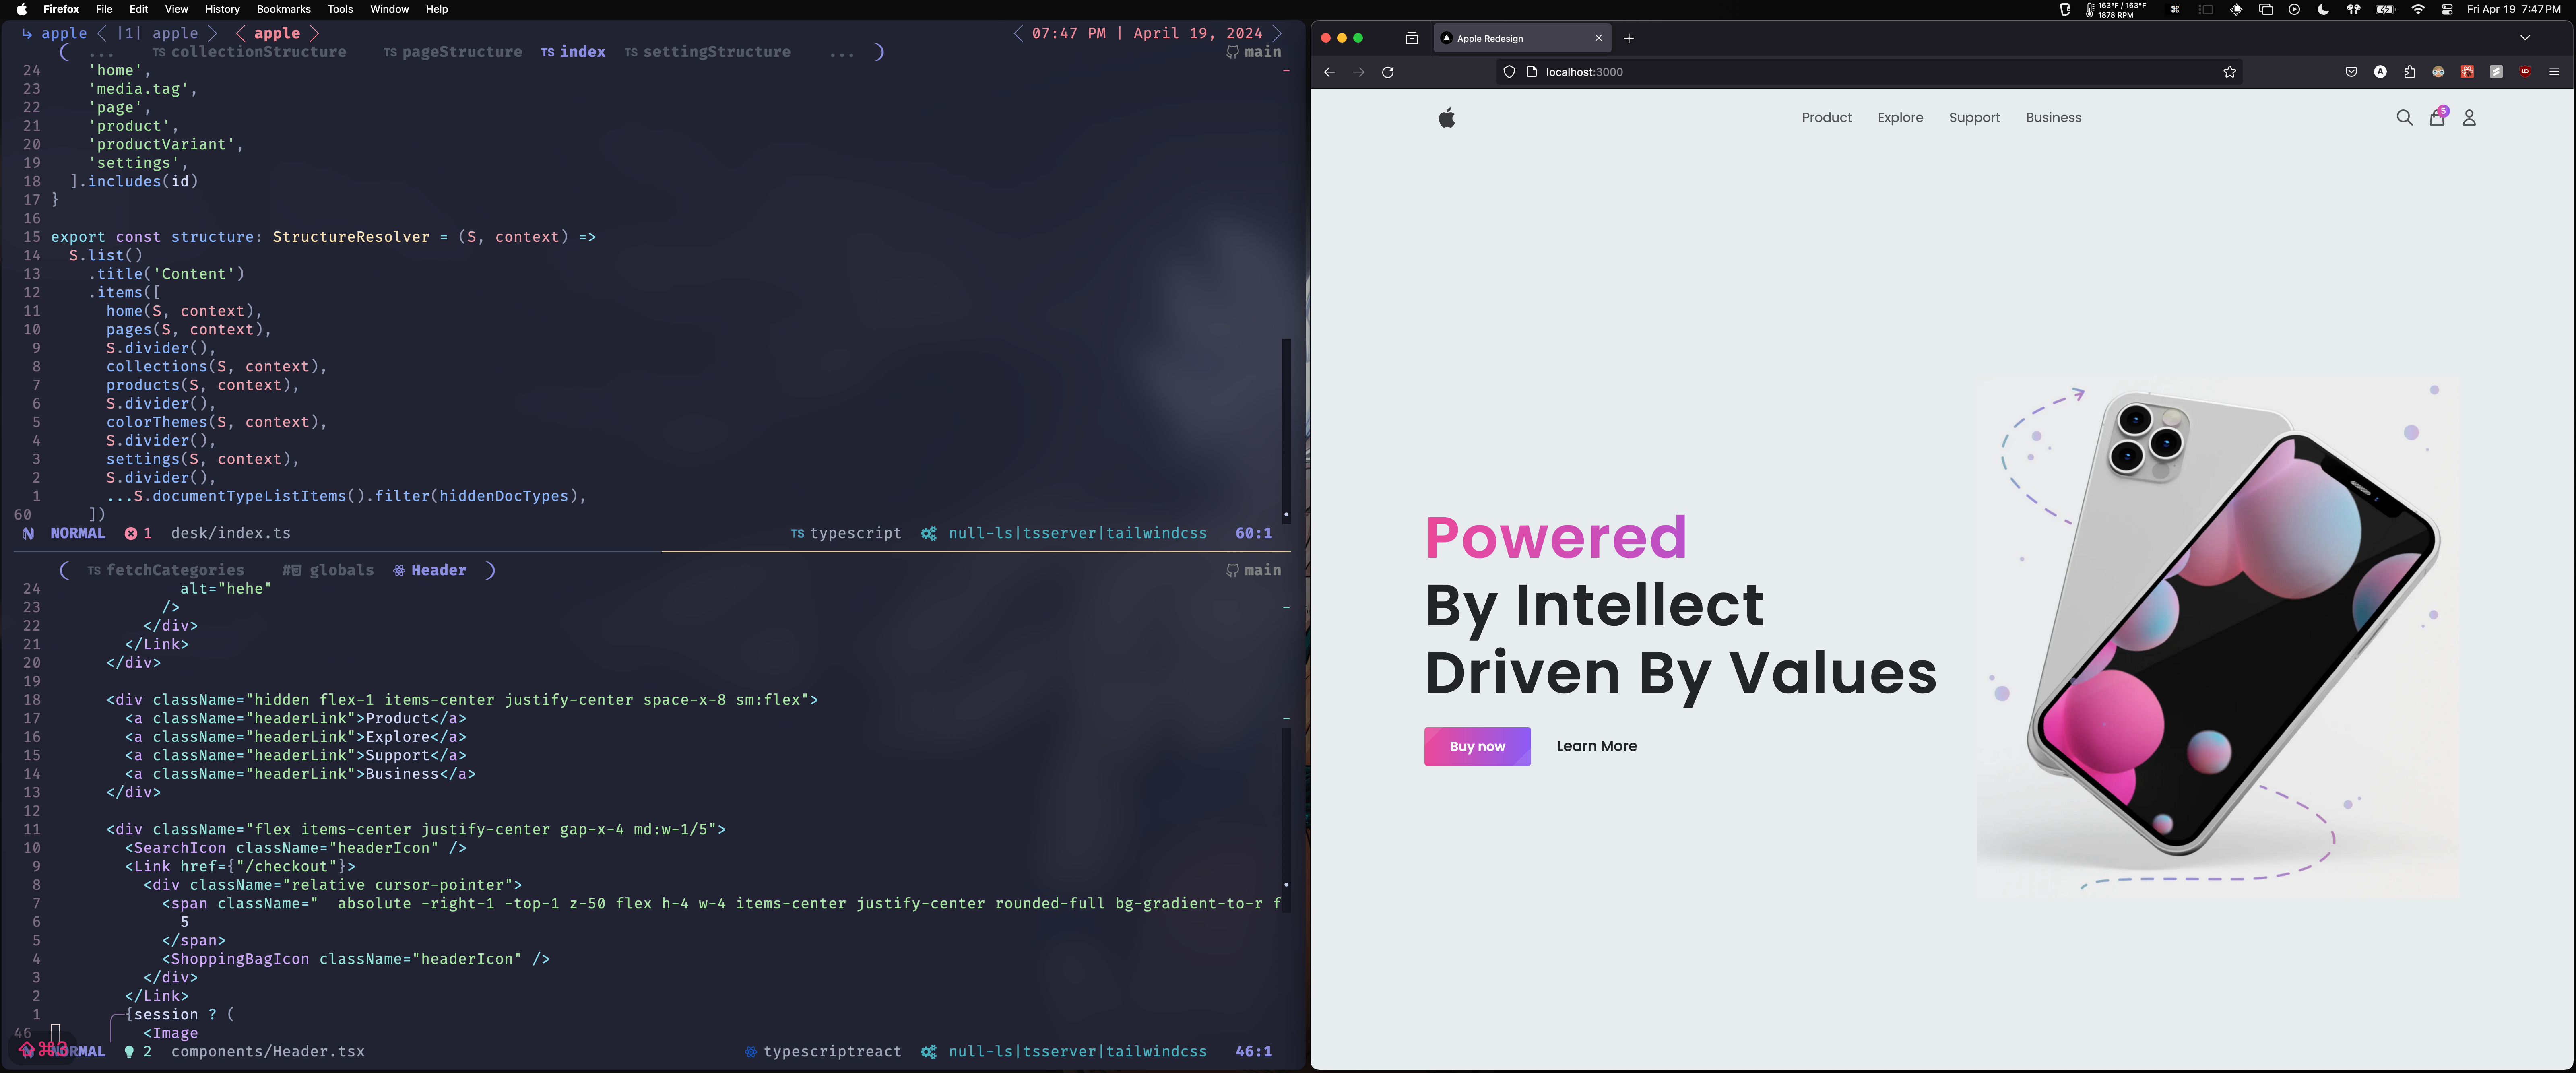 Firefox File Edit View History Bookmarks Tools Window Help
163°F / 163°F
1878 RPM
Fri Apr 19 7:47 PM
↳ apple < |1| apple > < apple >
< 07:47 PM | April 19, 2024 >
( ... TS collectionStructure TS pageStructure TS index TS settingStructure ... )
main
24 'home',
23 'media.tag',
22 'page',
21 'product',
20 'productVariant',
19 'settings',
18 ].includes(id)
17 }
16
15 export const structure: StructureResolver = (S, context) =>
14 S.list()
13 .title('Content')
12 .items([
11 home(S, context),
10 pages(S, context),
9 S.divider(),
8 collections(S, context),
7 products(S, context),
6 S.divider(),
5 colorThemes(S, context),
4 S.divider(),
3 settings(S, context),
2 S.divider(),
1 ...S.documentTypeListItems().filter(hiddenDocTypes),
60 ])
NORMAL 1 desk/index.ts
TS typescript null-ls|tsserver|tailwindcss 60:1
( TS fetchCategories # globals Header )
main
24 alt="hehe"
23 />
22 </div>
21 </Link>
20 </div>
19
18 <div className="hidden flex-1 items-center justify-center space-x-8 sm:flex">
17 <a className="headerLink">Product</a>
16 <a className="headerLink">Explore</a>
15 <a className="headerLink">Support</a>
14 <a className="headerLink">Business</a>
13 </div>
12
11 <div className="flex items-center justify-center gap-x-4 md:w-1/5">
10 <SearchIcon className="headerIcon" />
9 <Link href={"/checkout"}>
8 <div className="relative cursor-pointer">
7 <span className="  absolute -right-1 -top-1 z-50 flex h-4 w-4 items-center justify-center rounded-full bg-gradient-to-r f
6 5
5 </span>
4 <ShoppingBagIcon className="headerIcon" />
3 </div>
2 </Link>
1 {session ? (
46 <Image
NORMAL 2 components/Header.tsx
typescriptreact null-ls|tsserver|tailwindcss 46:1
Apple Redesign
localhost:3000
Product Explore Support Business
5
Powered
By Intellect
Driven By Values
Buy now Learn More